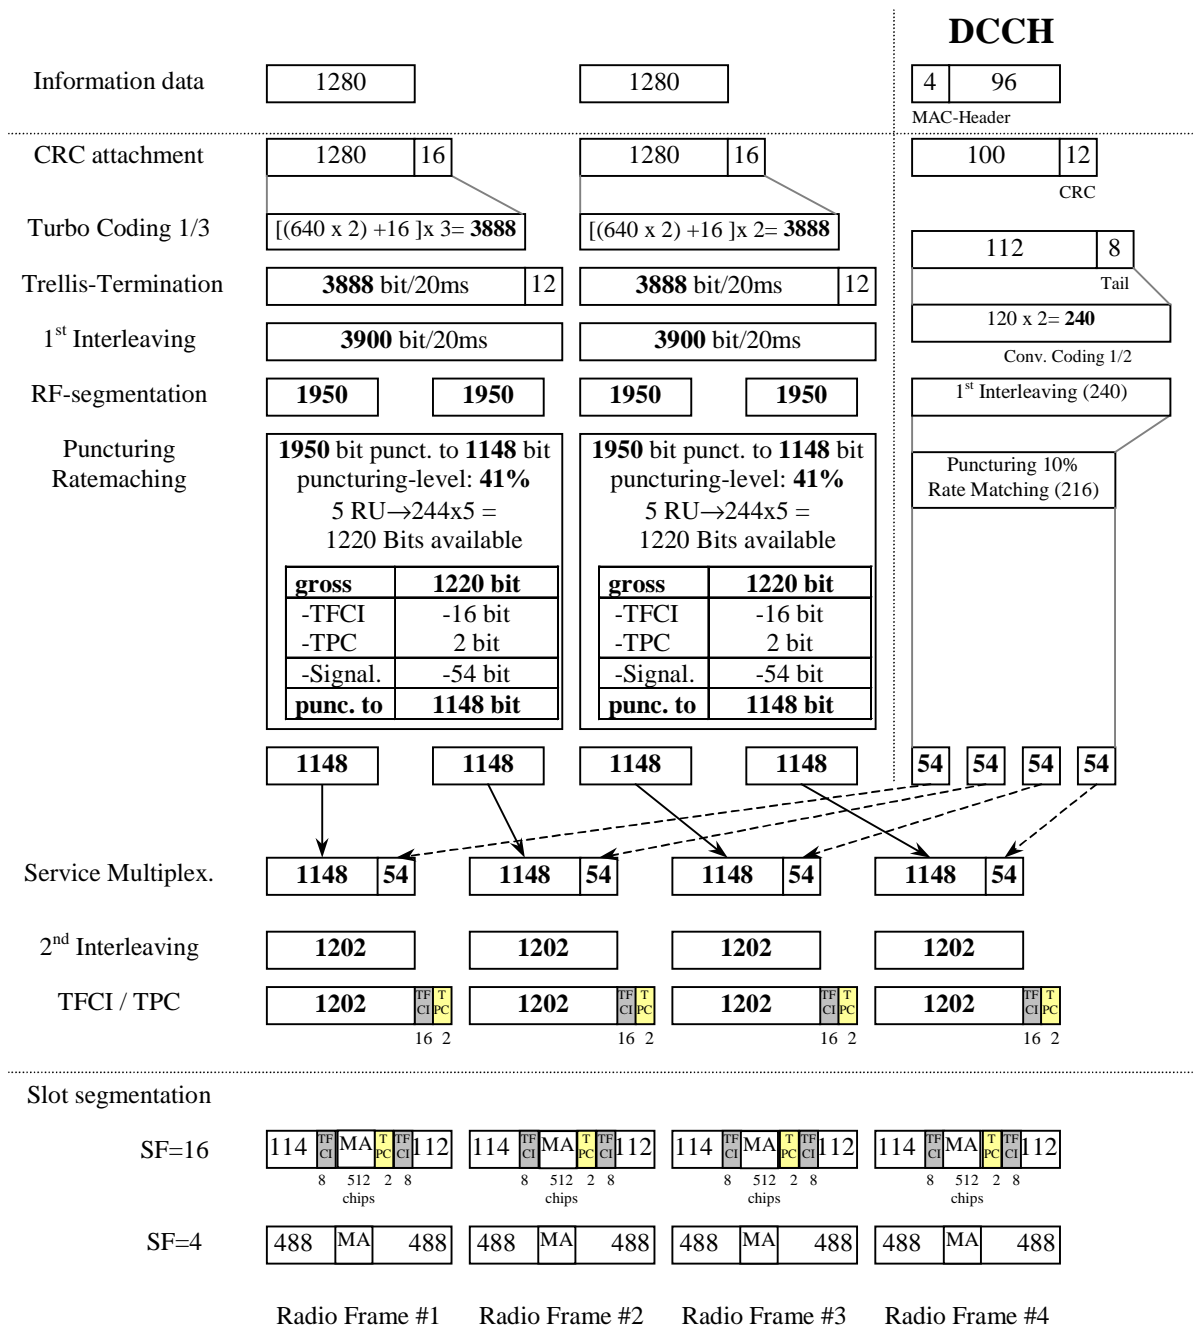 DCCH
Information data 1280 1280 4 96
MAC-Header
CRC attachment 1280 16 1280 16 100 12
CRC
Turbo Coding 1/3 [(640 x 2) +16 ]x 3= 3888 [(640 x 2) +16 ]x 2= 3888
112 8
Trellis-Termination 3888 bit/20ms 12 3888 bit/20ms 12
Tail
120 x 2= 240
1st Interleaving 3900 bit/20ms 3900 bit/20ms
Conv. Coding 1/2
RF-segmentation 1950 1950 1950 1950 1st Interleaving (240)
Puncturing 1950 bit punct. to 1148 bit 1950 bit punct. to 1148 bit
Ratemaching puncturing-level: 41% puncturing-level: 41%
Puncturing 10%
Rate Matching (216)
5 RU→244x5 = 5 RU→244x5 =
1220 Bits available 1220 Bits available
gross 1220 bit gross 1220 bit
-TFCI -16 bit -TFCI -16 bit
-TPC 2 bit -TPC 2 bit
-Signal. -54 bit -Signal. -54 bit
punc. to 1148 bit punc. to 1148 bit
1148 1148 1148 1148 54 54 54 54
Service Multiplex. 1148 54 1148 54 1148 54 1148 54
2nd Interleaving 1202 1202 1202 1202
TFCI / TPC 1202 TF CI T PC 1202 TF CI T PC 1202 TF CI T PC 1202 TF CI T PC
16 2 16 2 16 2 16 2
Slot segmentation
SF=16 114 TF CI MA T PC TF CI 112 114 TF CI MA T PC TF CI 112 114 TF CI MA T PC TF CI 112 114 TF CI MA T PC TF CI 112
8 512 2 8 8 512 2 8 8 512 2 8 8 512 2 8
chips chips chips chips
SF=4 488 MA 488 488 MA 488 488 MA 488 488 MA 488
Radio Frame #1 Radio Frame #2 Radio Frame #3 Radio Frame #4